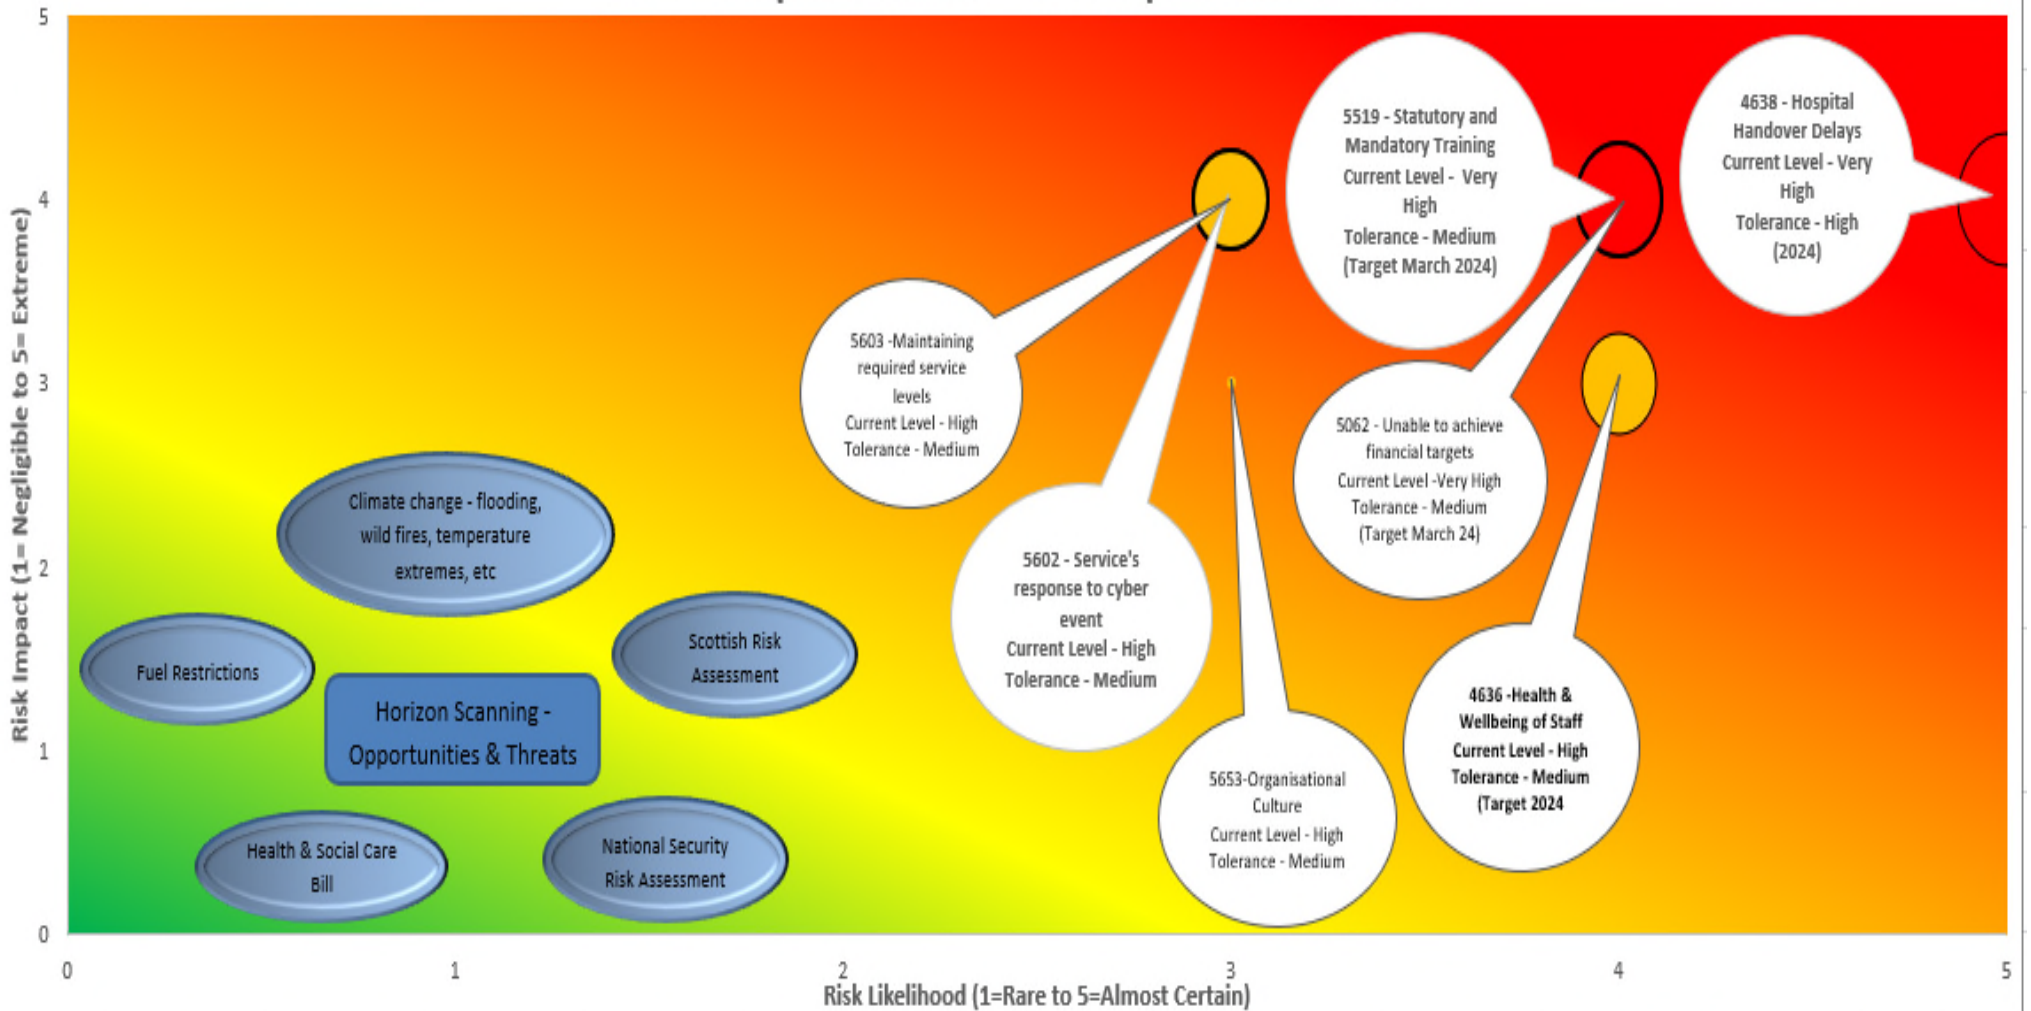 5
4
3
2
1
0
Risk Impact (1= Negligible to 5= Extreme)
5519 - Statutory and
Mandatory Training
Current Level - Very
High
Tolerance - Medium
(Target March 2024)
4638 - Hospital
Handover Delays
Current Level - Very
High
Tolerance - High
(2024)
5603 -Maintaining
required service
levels
Current Level - High
Tolerance - Medium
5062 - Unable to achieve
financial targets
Current Level -Very High
Tolerance - Medium
(Target March 24)
Climate change - flooding,
wild fires, temperature
extremes, etc
5602 - Service's
response to cyber
event
Current Level - High
Tolerance - Medium
Fuel Restrictions
Scottish Risk
Assessment
Horizon Scanning -
Opportunities & Threats
4636 -Health &
Wellbeing of Staff
Current Level - High
Tolerance - Medium
(Target 2024
5653-Organisational
Culture
Current Level - High
Tolerance - Medium
Health & Social Care
Bill
National Security
Risk Assessment
0 1 2 3 4 5
Risk Likelihood (1=Rare to 5=Almost Certain)